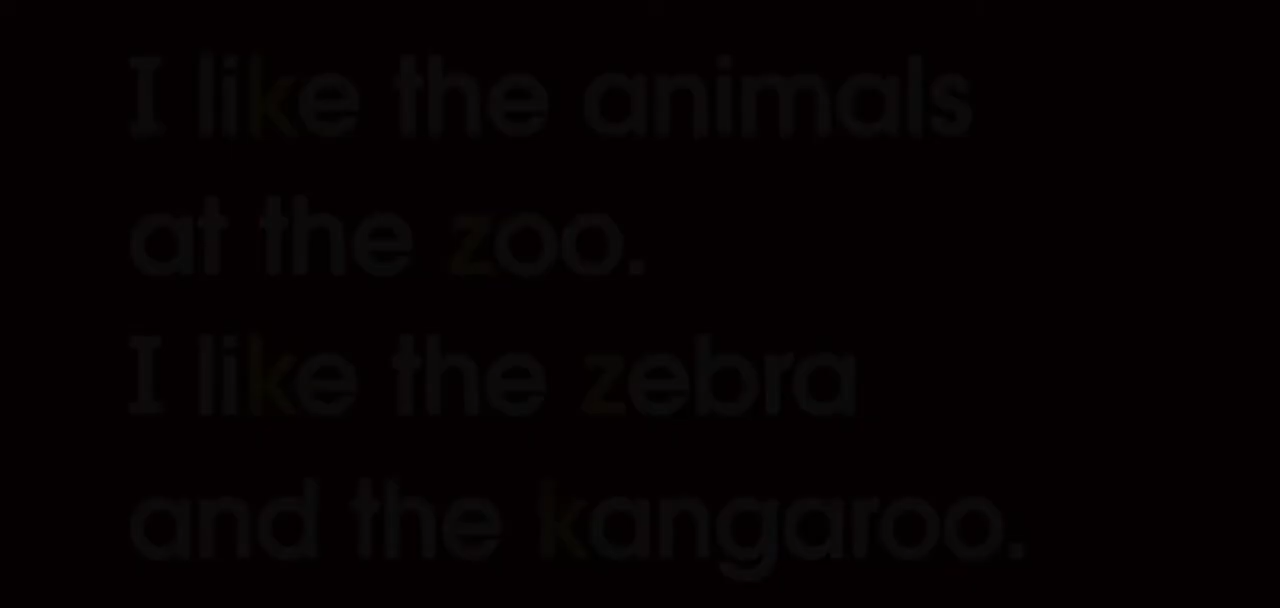 I like the animals
at the zoo.
I like the zebra
and the kangaroo.